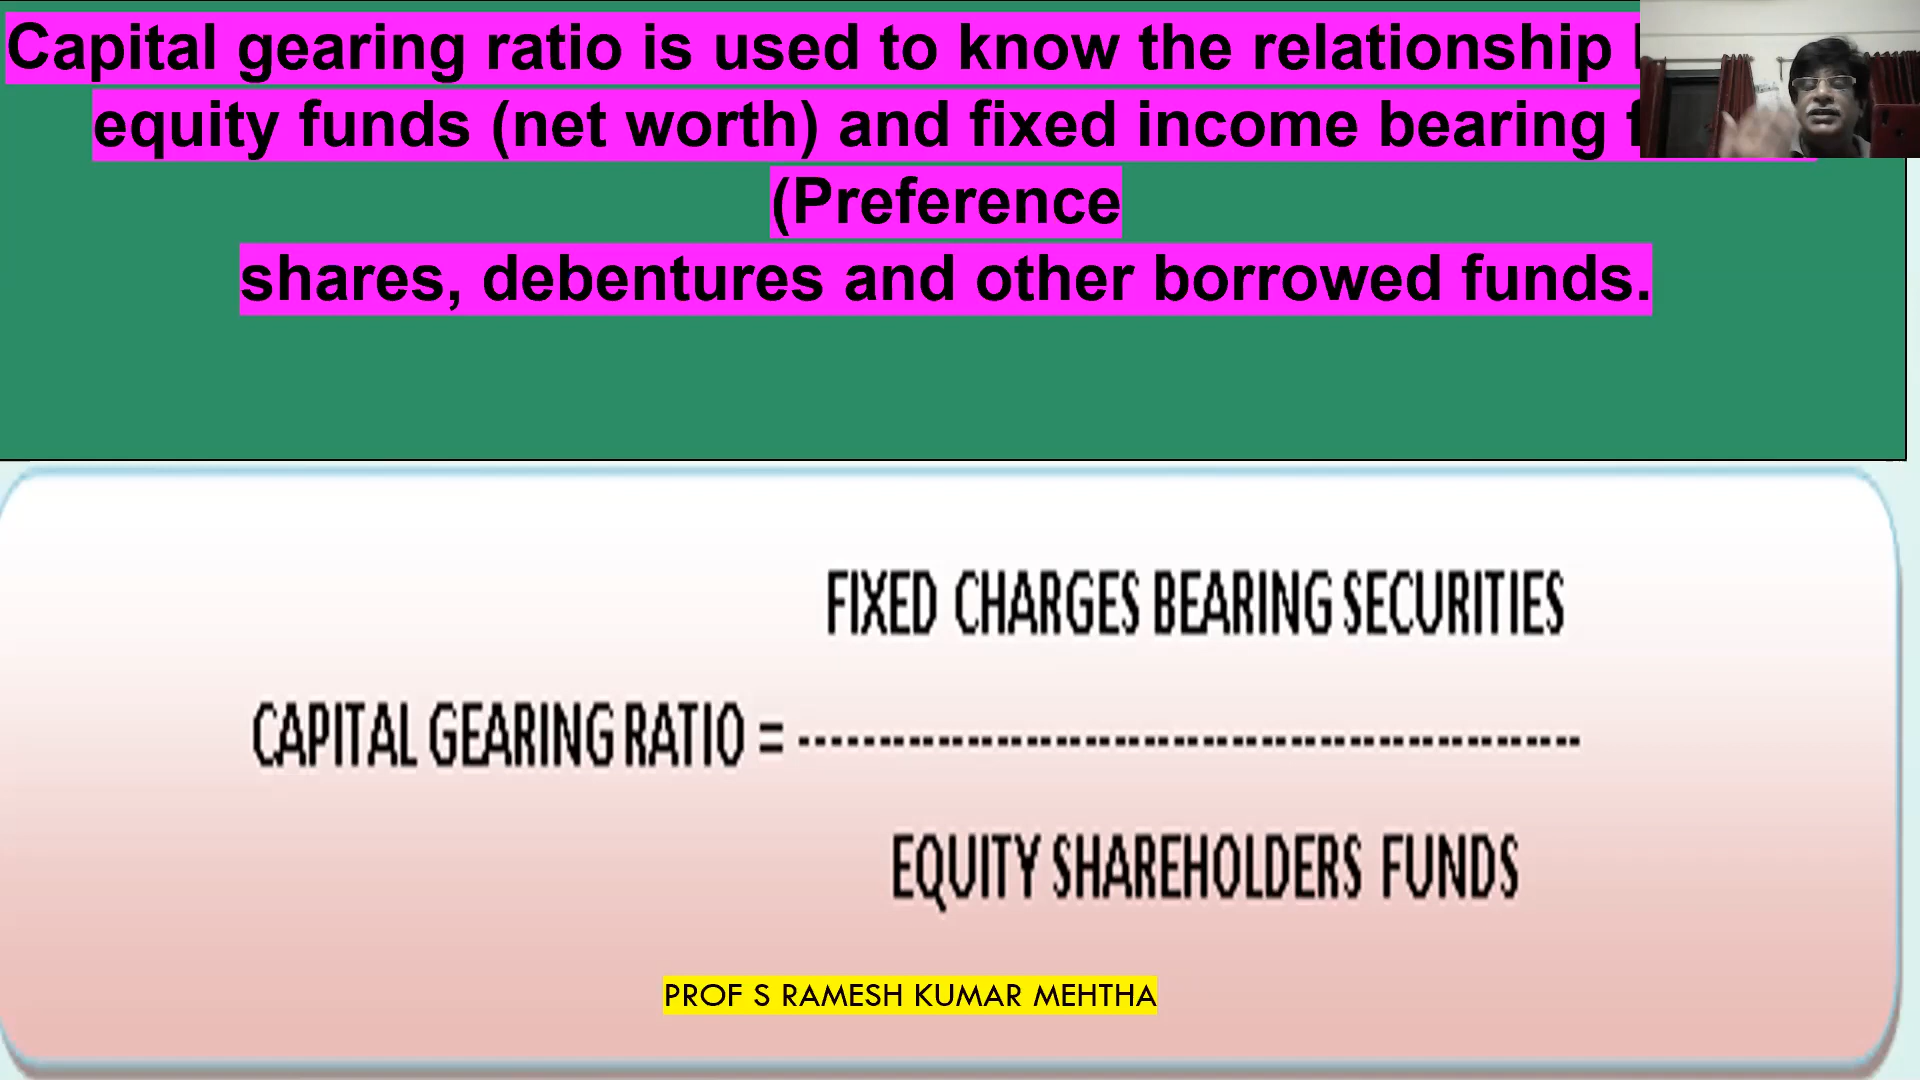 Capital gearing ratio is used to know the relationship
equity funds (net worth) and fixed income bearing
(Preference
shares, debentures and other borrowed funds.
FIXED CHARGES BEARING SECURITIES
CAPITAL GEARING RATIO = ---------------------------------------------------
EQUITY SHAREHOLDERS FUNDS
PROF S RAMESH KUMAR MEHTHA